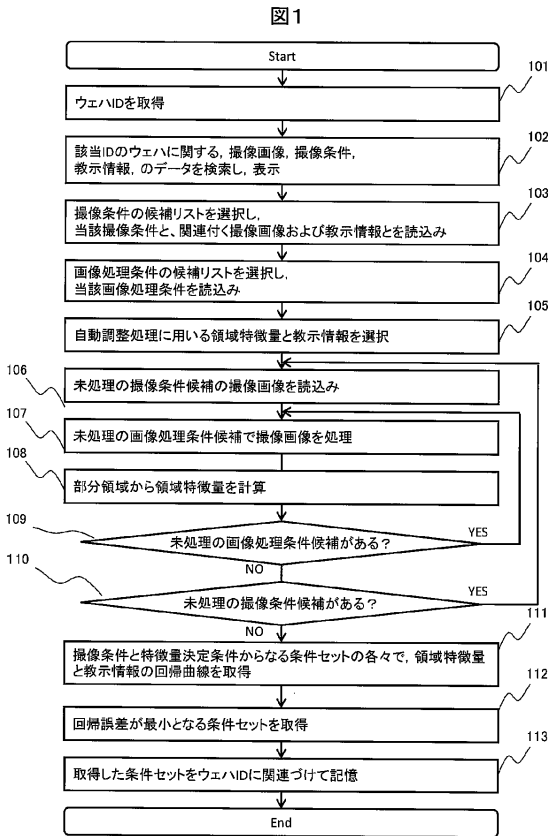 図1
Start
101
ウェハIDを取得
102
該当IDのウェハに関する, 撮像画像, 撮像条件,
教示情報, のデータを検索し, 表示
103
撮像条件の候補リストを選択し,
当該撮像条件と、関連付く撮像画像および教示情報とを読込み
104
画像処理条件の候補リストを選択し,
当該画像処理条件を読込み
105
自動調整処理に用いる領域特徴量と教示情報を選択
106
未処理の撮像条件候補の撮像画像を読込み
107
未処理の画像処理条件候補で撮像画像を処理
108
部分領域から領域特徴量を計算
109
未処理の画像処理条件候補がある?
YES
NO
110
未処理の撮像条件候補がある?
YES
NO
111
撮像条件と特徴量決定条件からなる条件セットの各々で, 領域特徴量
と教示情報の回帰曲線を取得
112
回帰誤差が最小となる条件セットを取得
113
取得した条件セットをウェハIDに関連づけて記憶
End